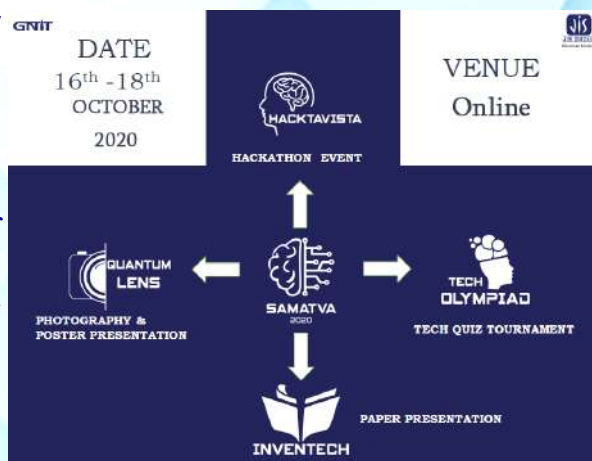 GNIT
JIS
DATE
16th -18th
OCTOBER
2020
VENUE
Online
HACKTAVISTA
HACKATHON EVENT
QUANTUM
LENS
PHOTOGRAPHY &
POSTER PRESENTATION
SAMATVA
2020
TECH
OLYMPIAD
TECH QUIZ TOURNAMENT
INVENTECH
PAPER PRESENTATION